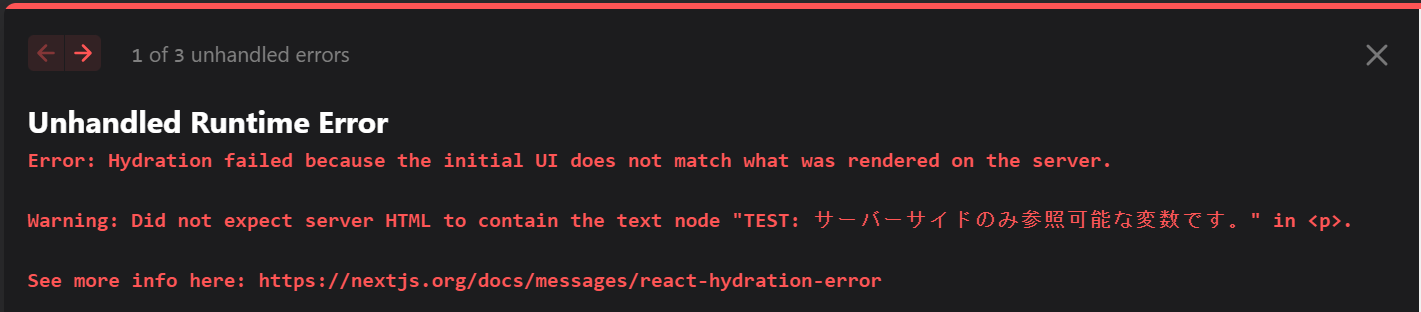 1 of 3 unhandled errors
Unhandled Runtime Error
Error: Hydration failed because the initial UI does not match what was rendered on the server.
Warning: Did not expect server HTML to contain the text node "TEST: サーバーサイドのみ参照可能な変数です。" in <p>.
See more info here: https://nextjs.org/docs/messages/react-hydration-error